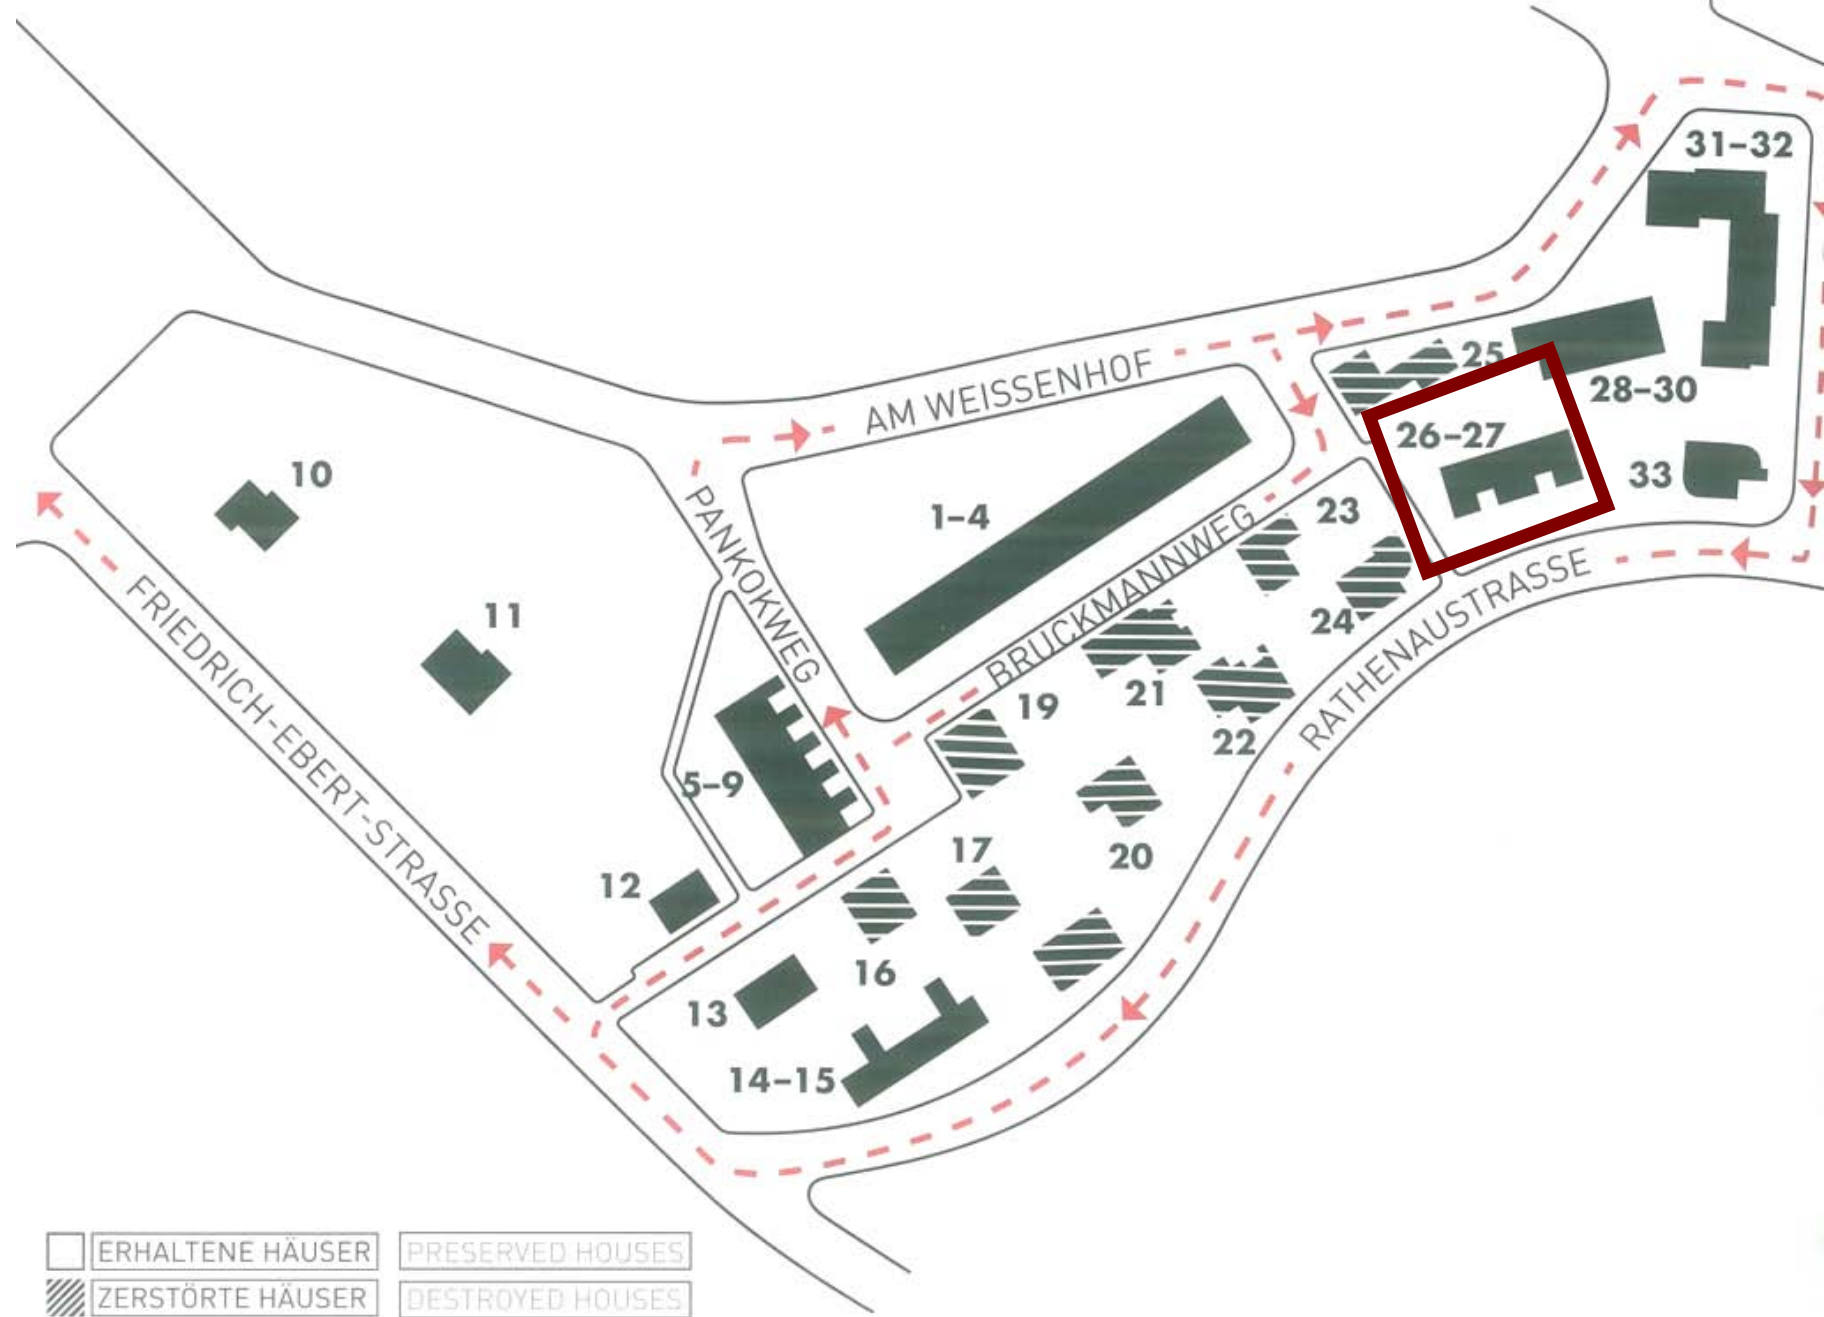 31-32
25
28-30
AM WEISSENHOF
26-27
10
33
1-4
23
PANKOKWEG
BRUCKMANNWEG
11
24
RATHENAUSTRASSE
FRIEDRICH-EBERT-STRASSE
21
19
22
5-9
17
20
12
16
13
14-15
ERHALTENE HÄUSER PRESERVED HOUSES
ZERSTÖRTE HÄUSER DESTROYED HOUSES